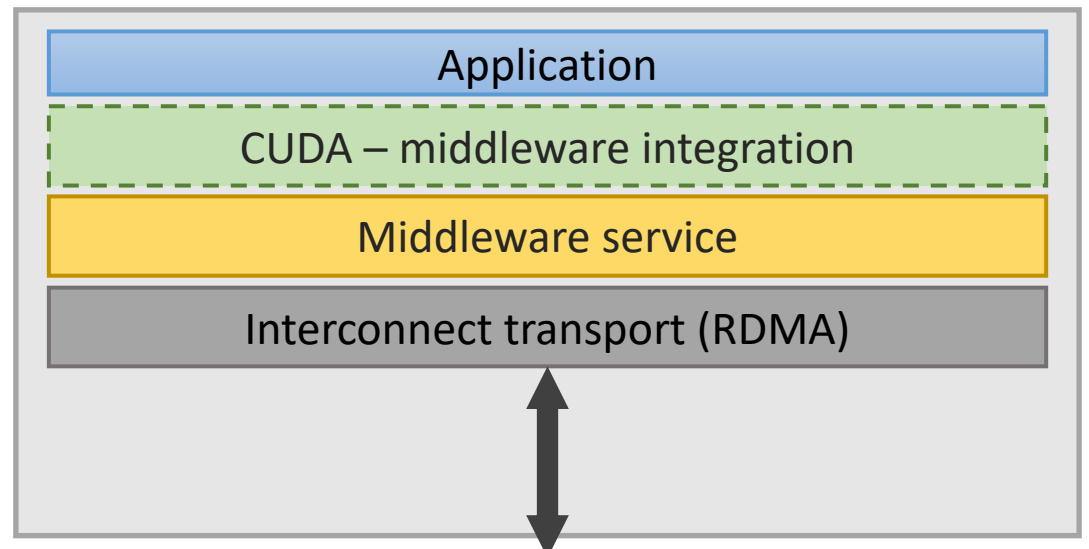 Application
CUDA – middleware integration
Middleware service
Interconnect transport (RDMA)